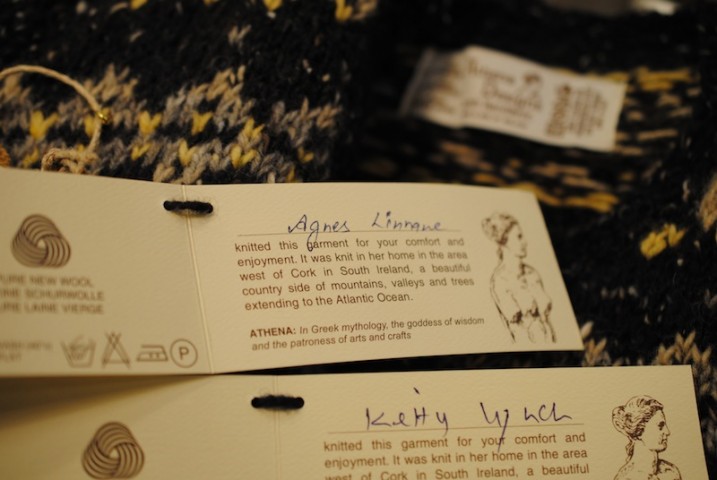 Agnes Linnane
knitted this garment for your comfort and
enjoyment. It was knit in her home in the area
west of Cork in South Ireland, a beautiful
country side of mountains, valleys and trees
extending to the Atlantic Ocean.
ATHENA: In Greek mythology, the goddess of wisdom
and the patroness of arts and crafts
PURE NEW WOOL
REINE SCHURWOLLE
PURE LAINE VIERGE
P
Kitty Lynch
knitted this garment for your comfort and
enjoyment. It was knit in her home in the area
west of Cork in South Ireland, a beautiful